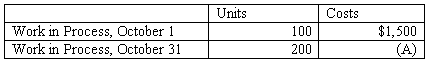 Units Costs
Work in Process, October 1 100 $1,500
Work in Process, October 31 200 (A)